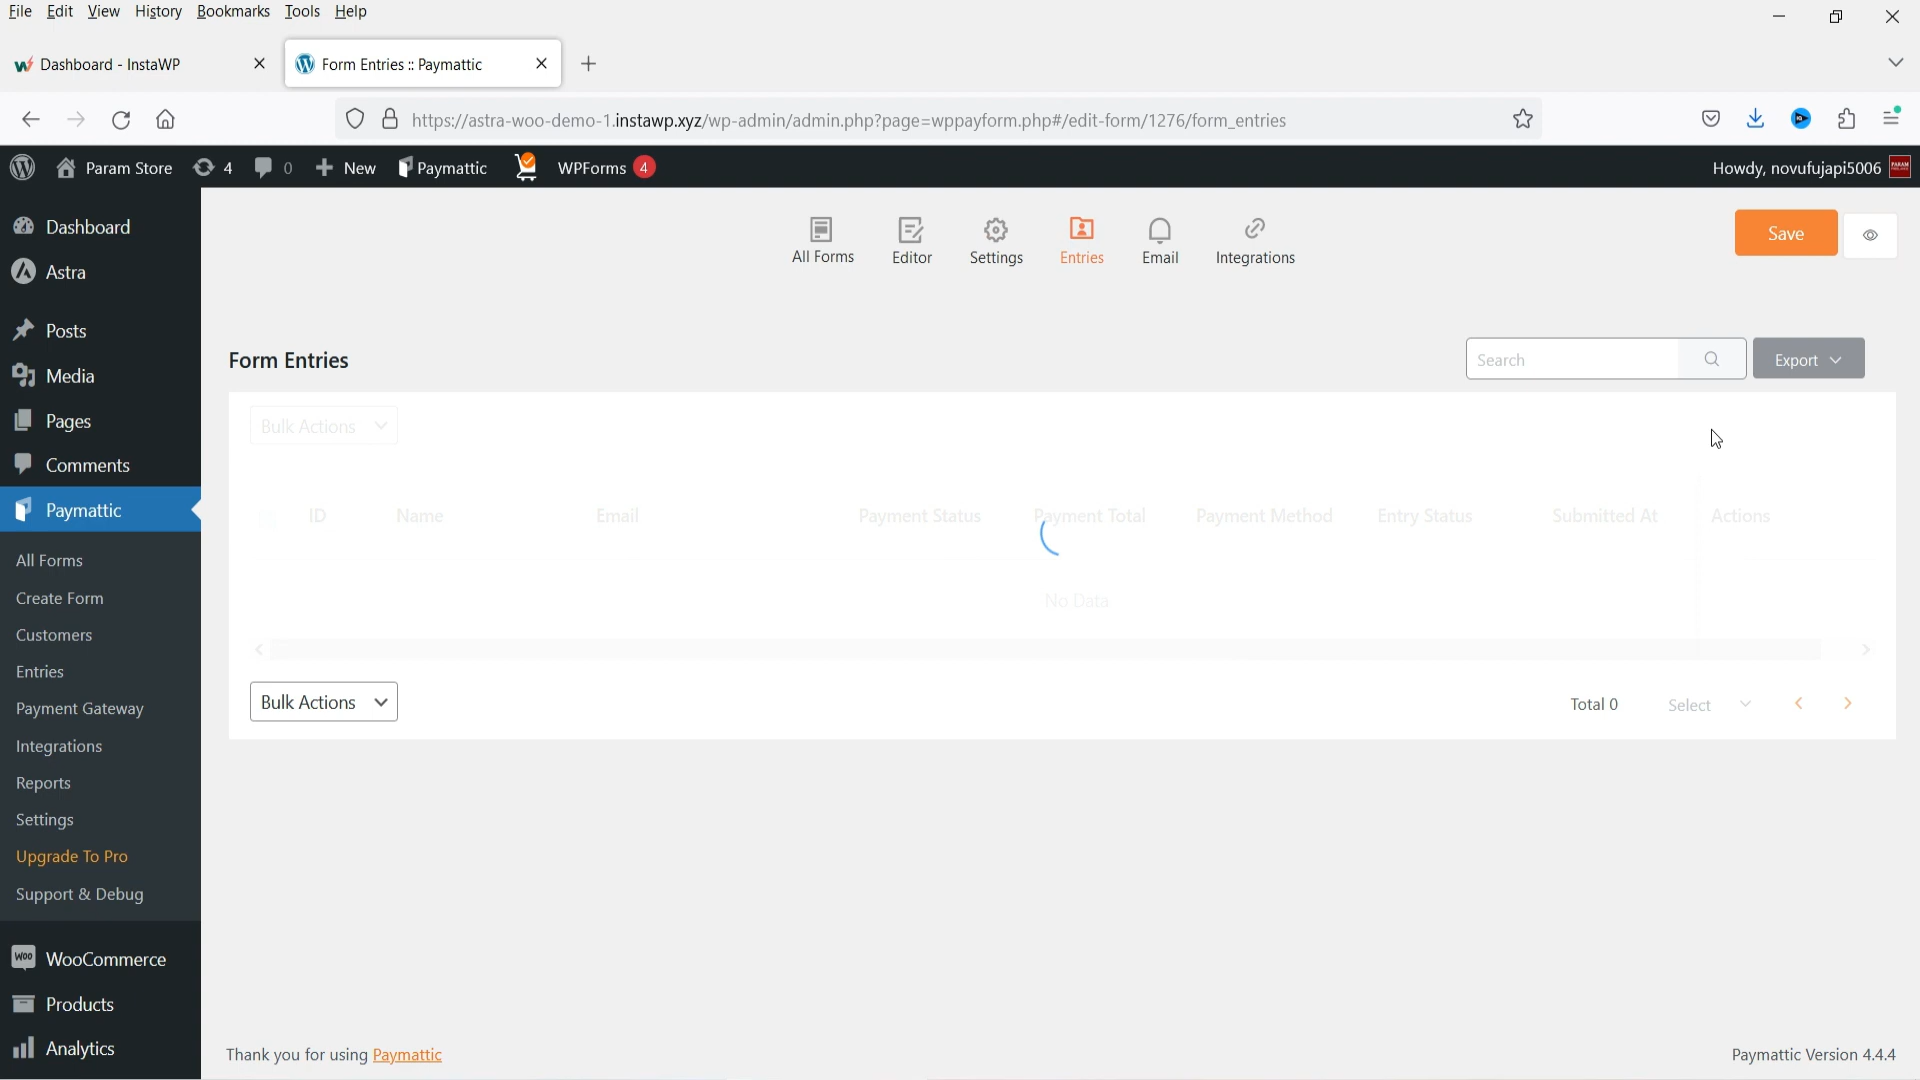 File Edit View History Bookmarks Tools Help
Dashboard - InstaWP
Form Entries :: Paymattic
https://astra-woo-demo-1.instawp.xyz/wp-admin/admin.php?page=wppayform.php#/edit-form/1276/form_entries
Param Store 4 0 New Paymattic WPForms 4 Howdy, novufujapi5006
Dashboard
Astra
Posts
Media
Pages
Comments
Paymattic
All Forms
Create Form
Customers
Entries
Payment Gateway
Integrations
Reports
Settings
Upgrade To Pro
Support & Debug
WooCommerce
Products
Analytics
All Forms Editor Settings Entries Email Integrations
Save
Form Entries
Search
Export
Bulk Actions
ID Name Email Payment Status Payment Total Payment Method Entry Status Submitted At Actions
No Data
Bulk Actions
Total 0 Select
Thank you for using Paymattic
Paymattic Version 4.4.4